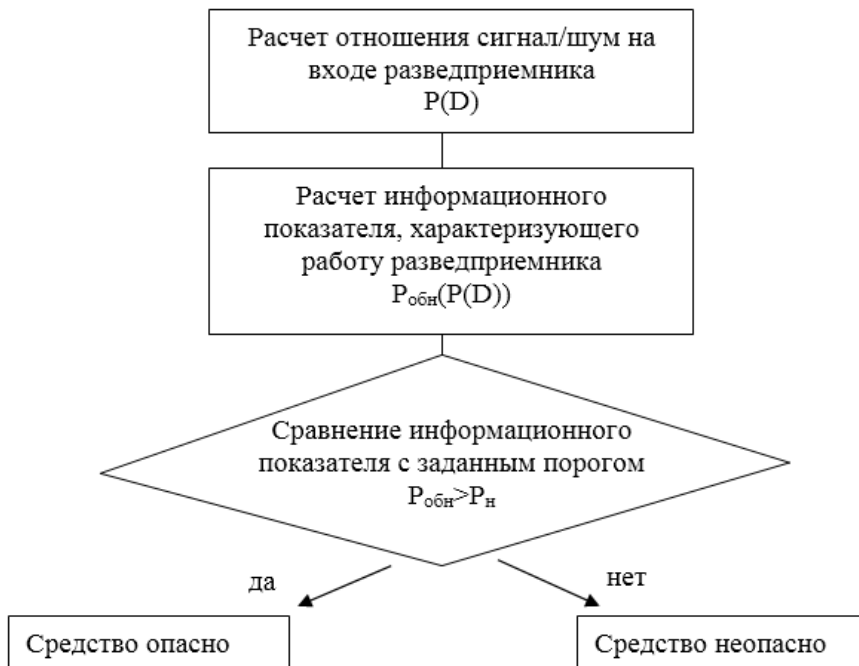 Расчет отношения сигнал/шум на
входе разведприемника
P(D)
Расчет информационного
показателя, характеризующего
работу разведприемника
Pобн(P(D))
Сравнение информационного
показателя с заданным порогом
Pобн>Pн
да
нет
Средство опасно
Средство неопасно